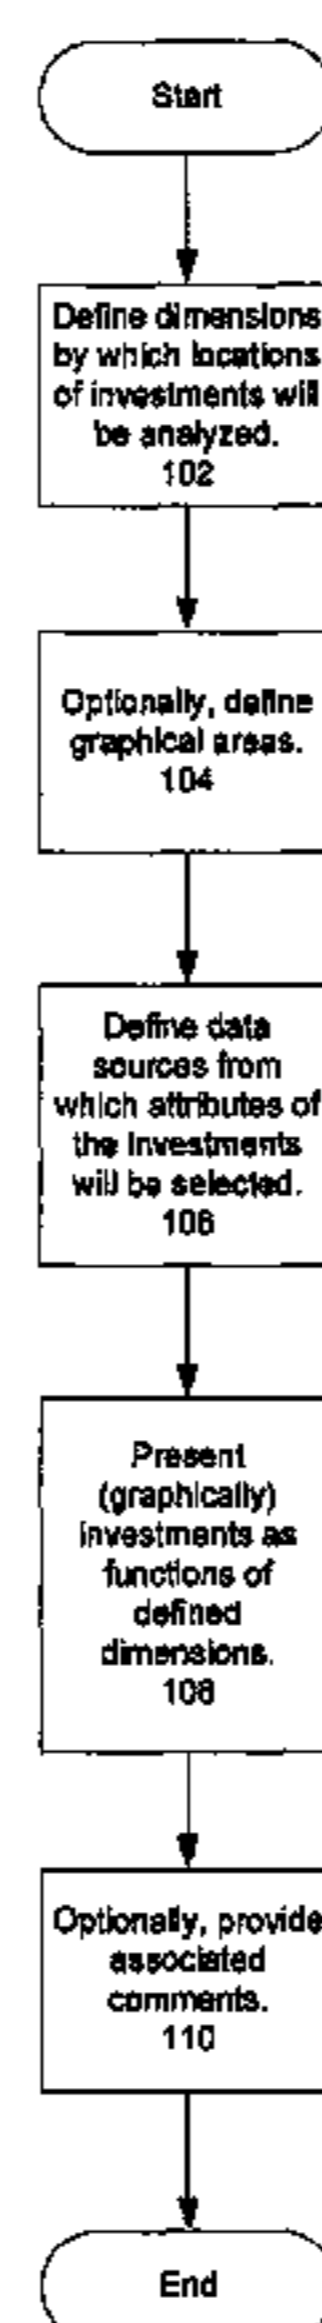 Start
Define dimensions
by which locations
of investments will
be analyzed.
102
Optionally, define
graphical areas.
104
Define data
sources from
which attributes of
the investments
will be selected.
106
Present
(graphically)
investments as
functions of
defined
dimensions.
108
Optionally, provide
associated
comments.
110
End